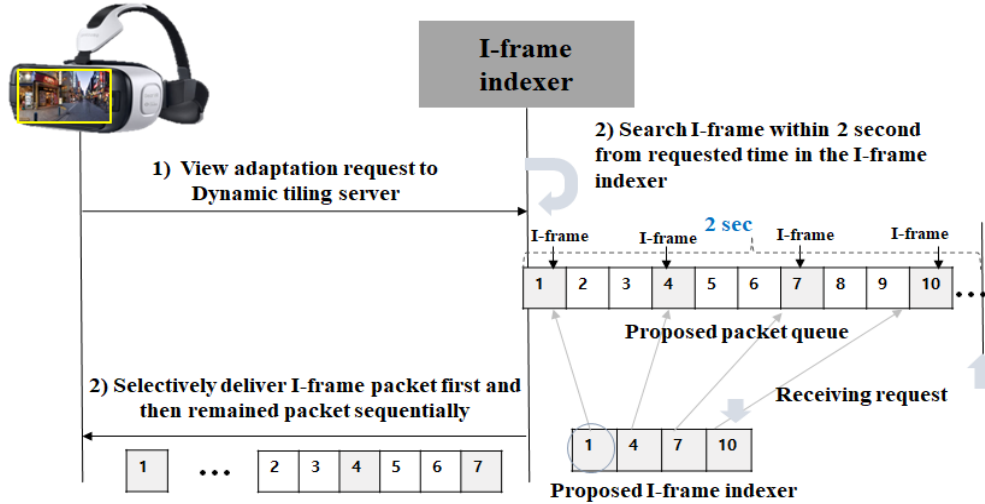 I-frame
indexer
1) View adaptation request to
Dynamic tiling server
2) Search I-frame within 2 second
from requested time in the I-frame
indexer
2 sec
I-frame I-frame I-frame I-frame
1 2 3 4 5 6 7 8 9 10 ...
Proposed packet queue
2) Selectively deliver I-frame packet first and
then remained packet sequentially
Receiving request
1 4 7 10
1 ... 2 3 4 5 6 7
Proposed I-frame indexer